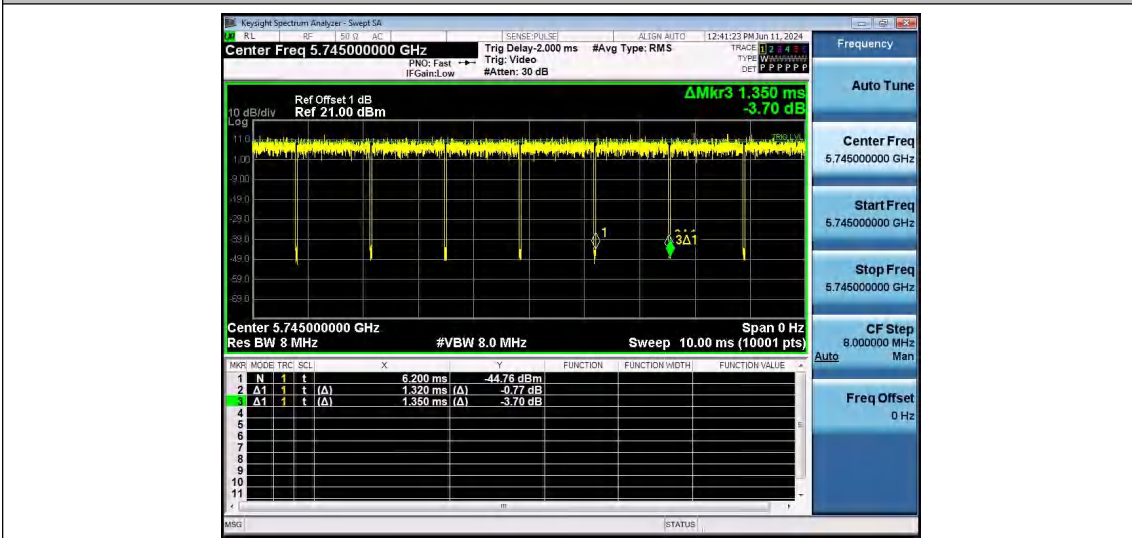 Keysight Spectrum Analyzer - Swept SA
RL RF 50 Ω AC SENSE:PULSE ALIGN AUTO 12:41:23 PM Jun 11, 2024
Center Freq 5.745000000 GHz
PNO: Fast
IFGain:Low
Trig Delay-2.000 ms
Trig: Video
#Atten: 30 dB
#Avg Type: RMS
TRACE 1 2 3 4 5 6
TYPE W
DET P P P P P P
Frequency
ΔMkr3 1.350 ms
-3.70 dB
Ref Offset 1 dB
10 dB/div Ref 21.00 dBm
Log
TRIG LVL
11.0
1.00
-9.00
-19.0
-29.0
-39.0
-49.0
-59.0
-69.0
1
3Δ1
Center 5.745000000 GHz Span 0 Hz
Res BW 8 MHz #VBW 8.0 MHz Sweep 10.00 ms (10001 pts)
MKR MODE TRC SCL X Y FUNCTION FUNCTION WIDTH FUNCTION VALUE
1 N 1 t 6.200 ms -44.76 dBm
2 Δ1 1 t (Δ) 1.320 ms (Δ) -0.77 dB
3 Δ1 1 t (Δ) 1.350 ms (Δ) -3.70 dB
4
5
6
7
8
9
10
11
MSG STATUS
Auto Tune
Center Freq
5.745000000 GHz
Start Freq
5.745000000 GHz
Stop Freq
5.745000000 GHz
CF Step
8.000000 MHz
Auto Man
Freq Offset
0 Hz